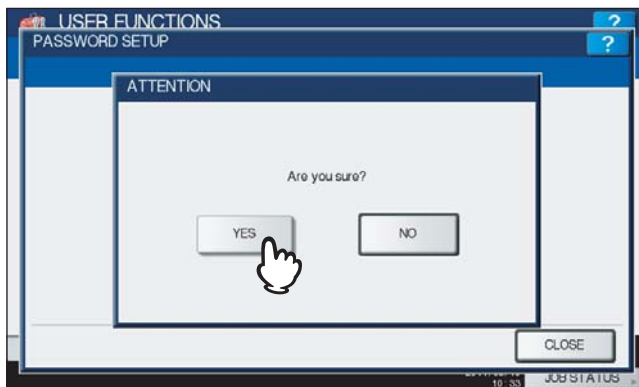 USER FUNCTIONS
?
PASSWORD SETUP
?
ATTENTION
Are you sure?
YES
NO
CLOSE
10:33
JOB STATUS